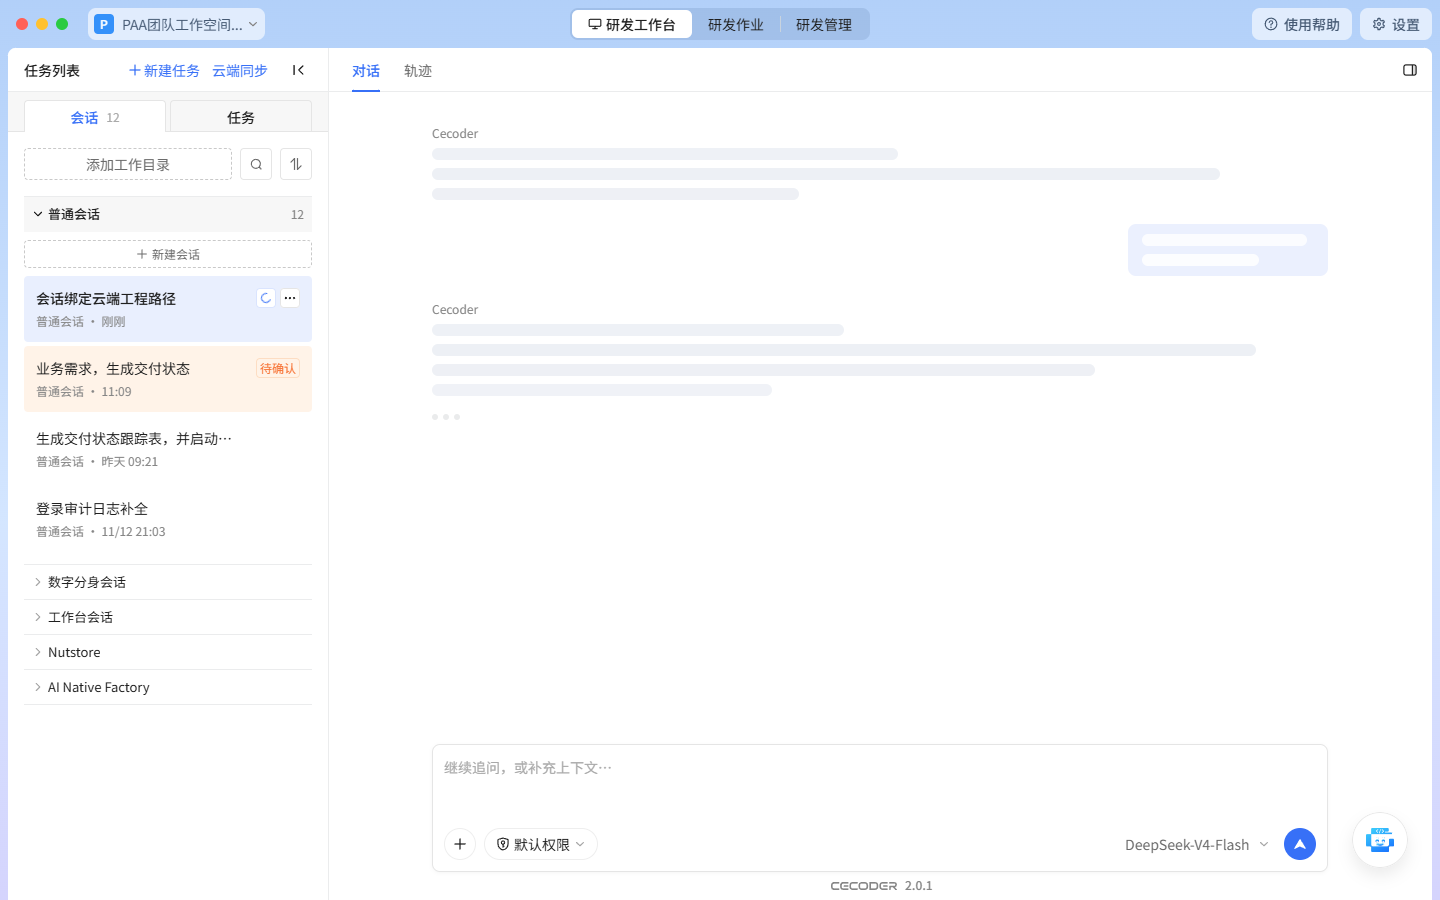 P PAA团队工作空间...
研发工作台 研发作业 研发管理
使用帮助 设置
任务列表 新建任务 云端同步
会话 12 任务
添加工作目录
普通会话 12
新建会话
会话绑定云端工程路径
普通会话 · 刚刚
业务需求，生成交付状态 待确认
普通会话 · 11:09
生成交付状态跟踪表，并启动…
普通会话 · 昨天 09:21
登录审计日志补全
普通会话 · 11/12 21:03
数字分身会话
工作台会话
Nutstore
AI Native Factory
对话 轨迹
Cecoder
Cecoder
继续追问，或补充上下文…
默认权限 DeepSeek-V4-Flash
CECODER 2.0.1